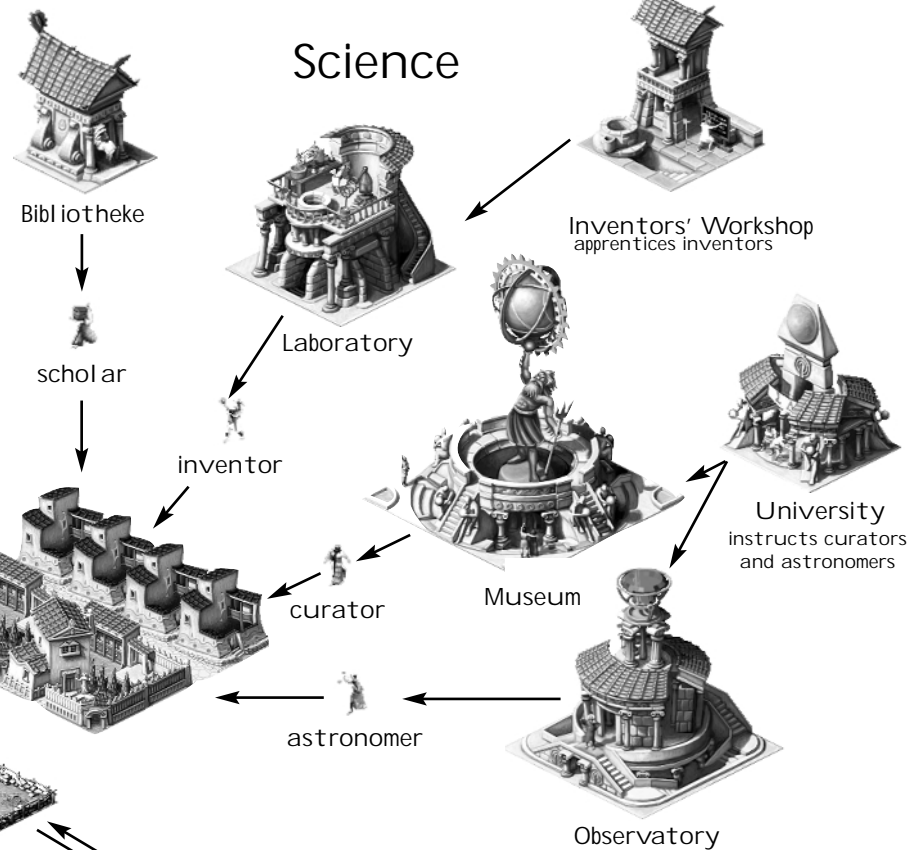 Science
Bibliotheke
Inventors' Workshop
apprentices inventors
Laboratory
scholar
inventor
University
instructs curators
and astronomers
Museum
curator
astronomer
Observatory